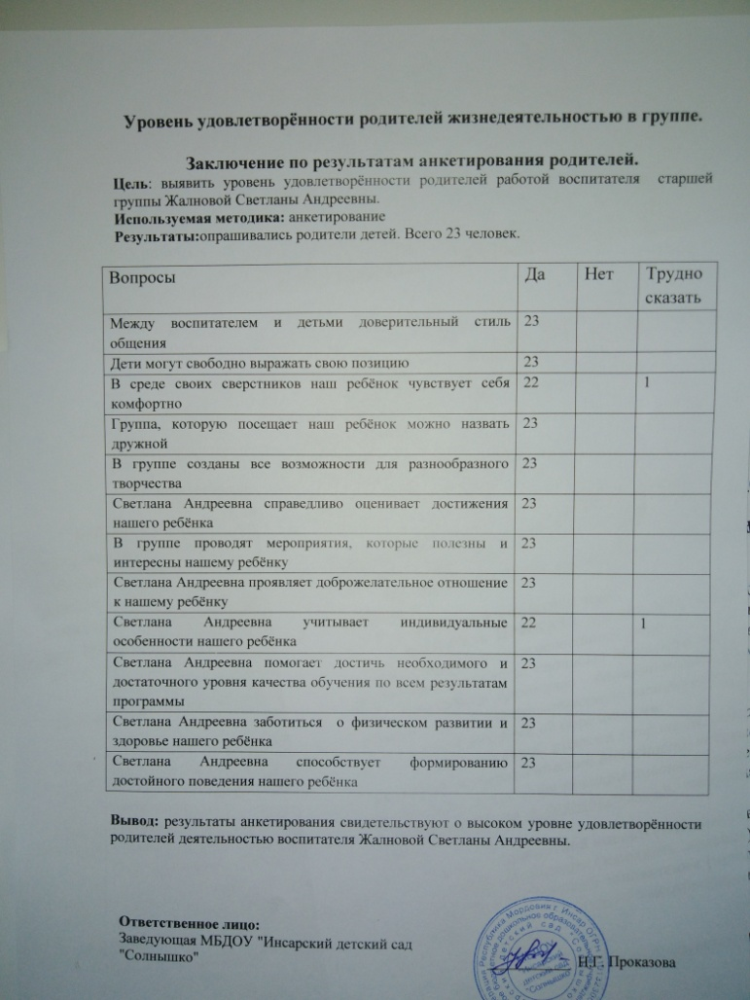 Уровень удовлетворённости родителей жизнедеятельностью в группе.
Заключение по результатам анкетирования родителей.
Цель: выявить уровень удовлетворённости родителей работой воспитателя старшей
группы Жалновой Светланы Андреевны.
Используемая методика: анкетирование
Результаты:опрашивались родители детей. Всего 23 человек.
Вопросы Да Нет Трудно
сказать
Между воспитателем и детьми доверительный стиль 23
общения
Дети могут свободно выражать свою позицию 23
В среде своих сверстников наш ребёнок чувствует себя 22 1
комфортно
Группа, которую посещает наш ребёнок можно назвать 23
дружной
В группе созданы все возможности для разнообразного 23
творчества
Светлана Андреевна справедливо оценивает достижения 23
нашего ребёнка
В группе проводят мероприятия, которые полезны и 23
интересны нашему ребёнку
Светлана Андреевна проявляет доброжелательное отношение 23
к нашему ребёнку
Светлана Андреевна учитывает индивидуальные 22 1
особенности нашего ребёнка
Светлана Андреевна помогает достичь необходимого и 23
достаточного уровня качества обучения по всем результатам
программы
Светлана Андреевна заботиться о физическом развитии и 23
здоровье нашего ребёнка
Светлана Андреевна способствует формированию 23
достойного поведения нашего ребёнка
Вывод: результаты анкетирования свидетельствуют о высоком уровне удовлетворённости
родителей деятельностью воспитателя Жалновой Светланы Андреевны.
Ответственное лицо:
Заведующая МБДОУ "Инсарский детский сад
"Солнышко"
Н.Г. Проказова